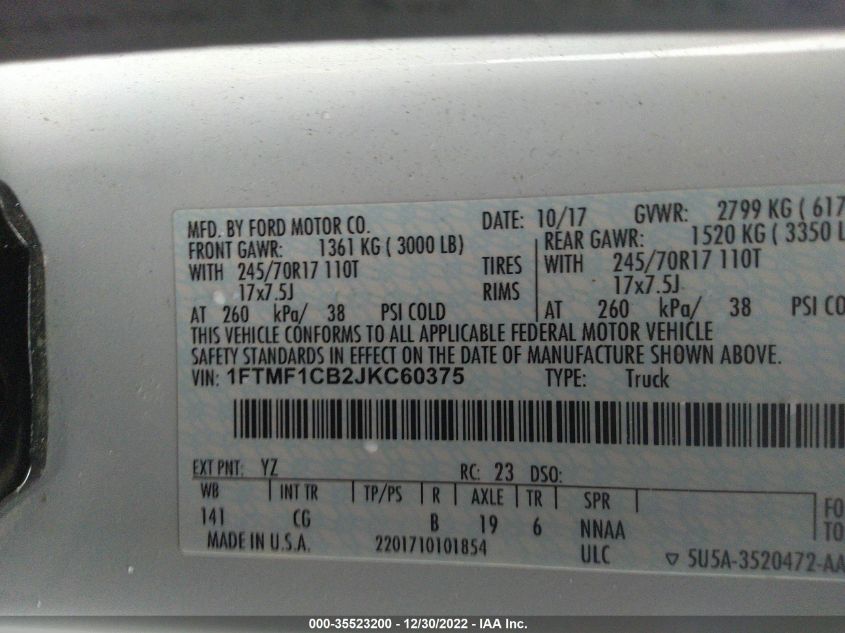 MFD. BY FORD MOTOR CO. DATE: 10/17 GVWR: 2799 KG ( 617
FRONT GAWR: 1361 KG ( 3000 LB) REAR GAWR: 1520 KG ( 3350 L
WITH 245/70R17 110T TIRES WITH 245/70R17 110T
17x7.5J RIMS 17x7.5J
AT 260 kPa/ 38 PSI COLD AT 260 kPa/ 38 PSI CO
THIS VEHICLE CONFORMS TO ALL APPLICABLE FEDERAL MOTOR VEHICLE
SAFETY STANDARDS IN EFFECT ON THE DATE OF MANUFACTURE SHOWN ABOVE.
VIN: 1FTMF1CB2JKC60375 TYPE: Truck
EXT PNT: YZ RC: 23 DSO:
WB INT TR TP/PS R AXLE TR SPR FO
141 CG B 19 6 NNAA TO
MADE IN U.S.A. 2201710101854 ULC 5U5A-3520472-AA
000-35523200 - 12/30/2022 - IAA Inc.